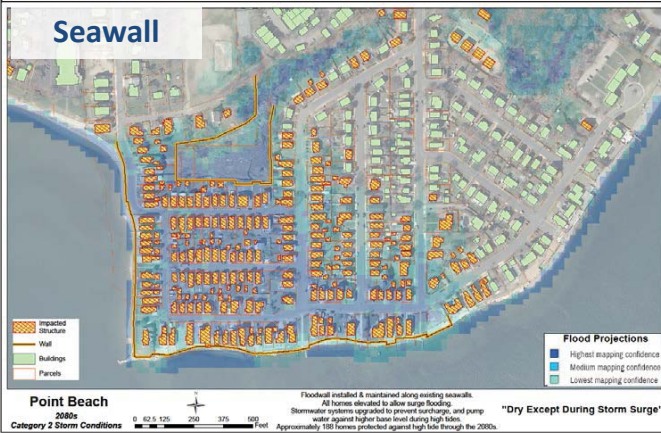 Seawall
Impacted
Structure
Wall
Buildings
Parcels
Flood Projections
Highest mapping confidence
Medium mapping confidence
Lowest mapping confidence
Point Beach
2080s
Category 2 Storm Conditions
N
0 62.5 125 250 375 500
Feet
Floodwall installed & maintained along existing seawalls.
All homes elevated to allow surge flooding.
Stormwater systems upgraded to prevent surcharge, and pump
water against higher base level during high tides.
Approximately 188 homes protected against high tide through the 2080s.
"Dry Except During Storm Surge"